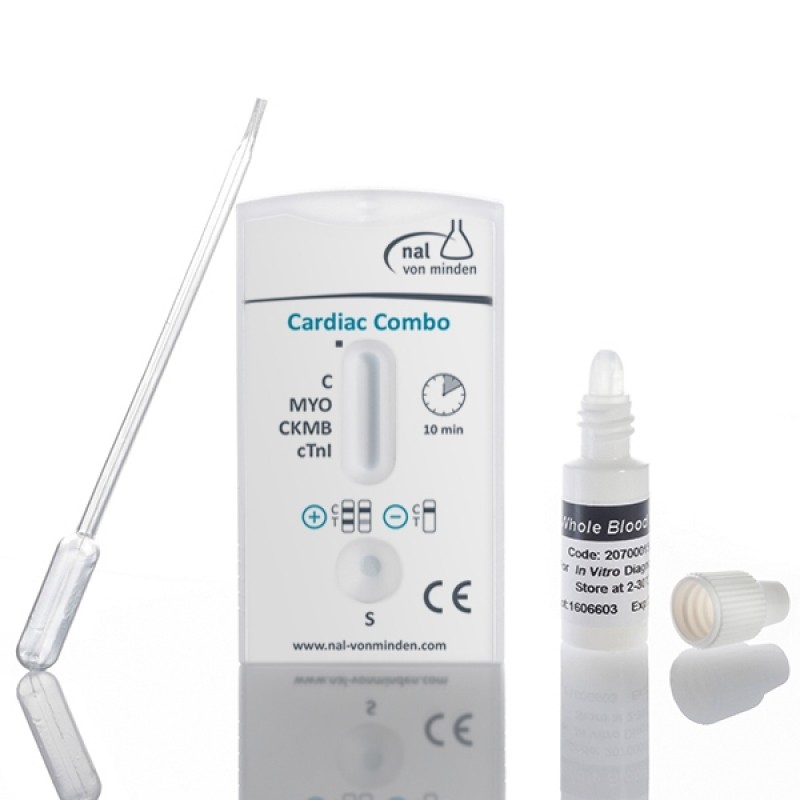 nal
von minden
Cardiac Combo
C
MYO
CKMB
cTnI
10 min
+ C T
− C T
S
CE
www.nal-vonminden.com
Whole Blood
Code: 2070001
In Vitro
Store at 2-30
1606603 Exp